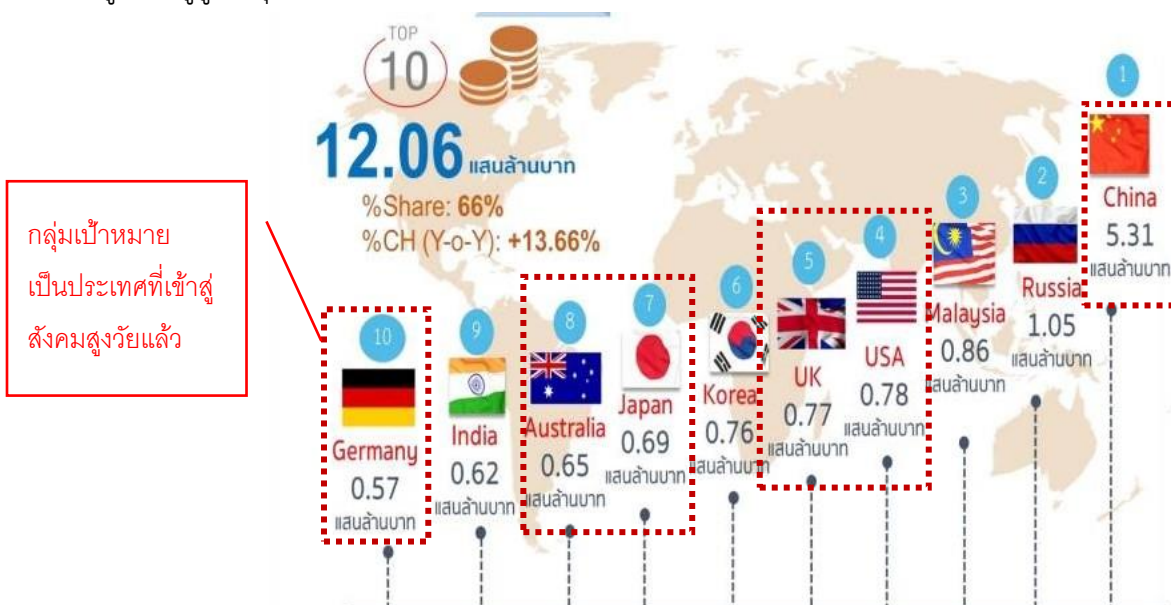 TOP
10
12.06 แสนล้านบาท
%Share: 66%
%CH (Y-o-Y): +13.66%
กลุ่มเป้าหมาย
เป็นประเทศที่เข้าสู่
สังคมสูงวัยแล้ว
1
China
5.31
แสนล้านบาท
2
Russia
1.05
แสนล้านบาท
3
Malaysia
0.86
แสนล้านบาท
4
USA
0.78
แสนล้านบาท
5
UK
0.77
แสนล้านบาท
6
Korea
0.76
แสนล้านบาท
7
Japan
0.69
แสนล้านบาท
8
Australia
0.65
แสนล้านบาท
9
India
0.62
แสนล้านบาท
10
Germany
0.57
แสนล้านบาท